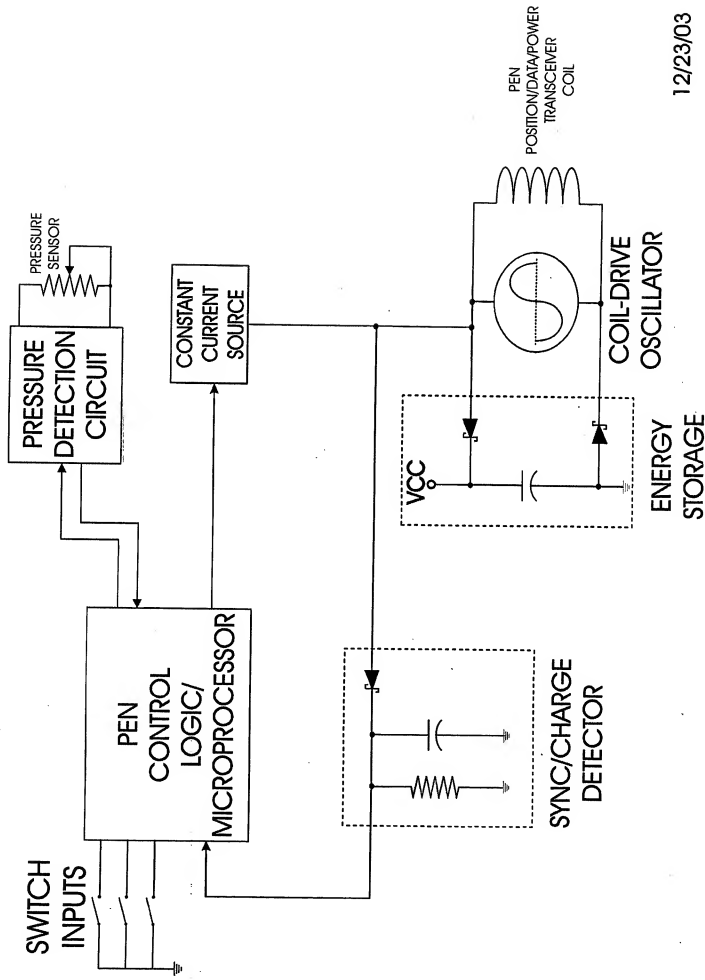 SWITCH
INPUTS
PEN
CONTROL
LOGIC/
MICROPROCESSOR
PRESSURE
DETECTION
CIRCUIT
PRESSURE
SENSOR
CONSTANT
CURRENT
SOURCE
SYNC/CHARGE
DETECTOR
VCC
ENERGY
STORAGE
COIL-DRIVE
OSCILLATOR
PEN
POSITION/DATA/POWER
TRANSCEIVER
COIL
12/23/03